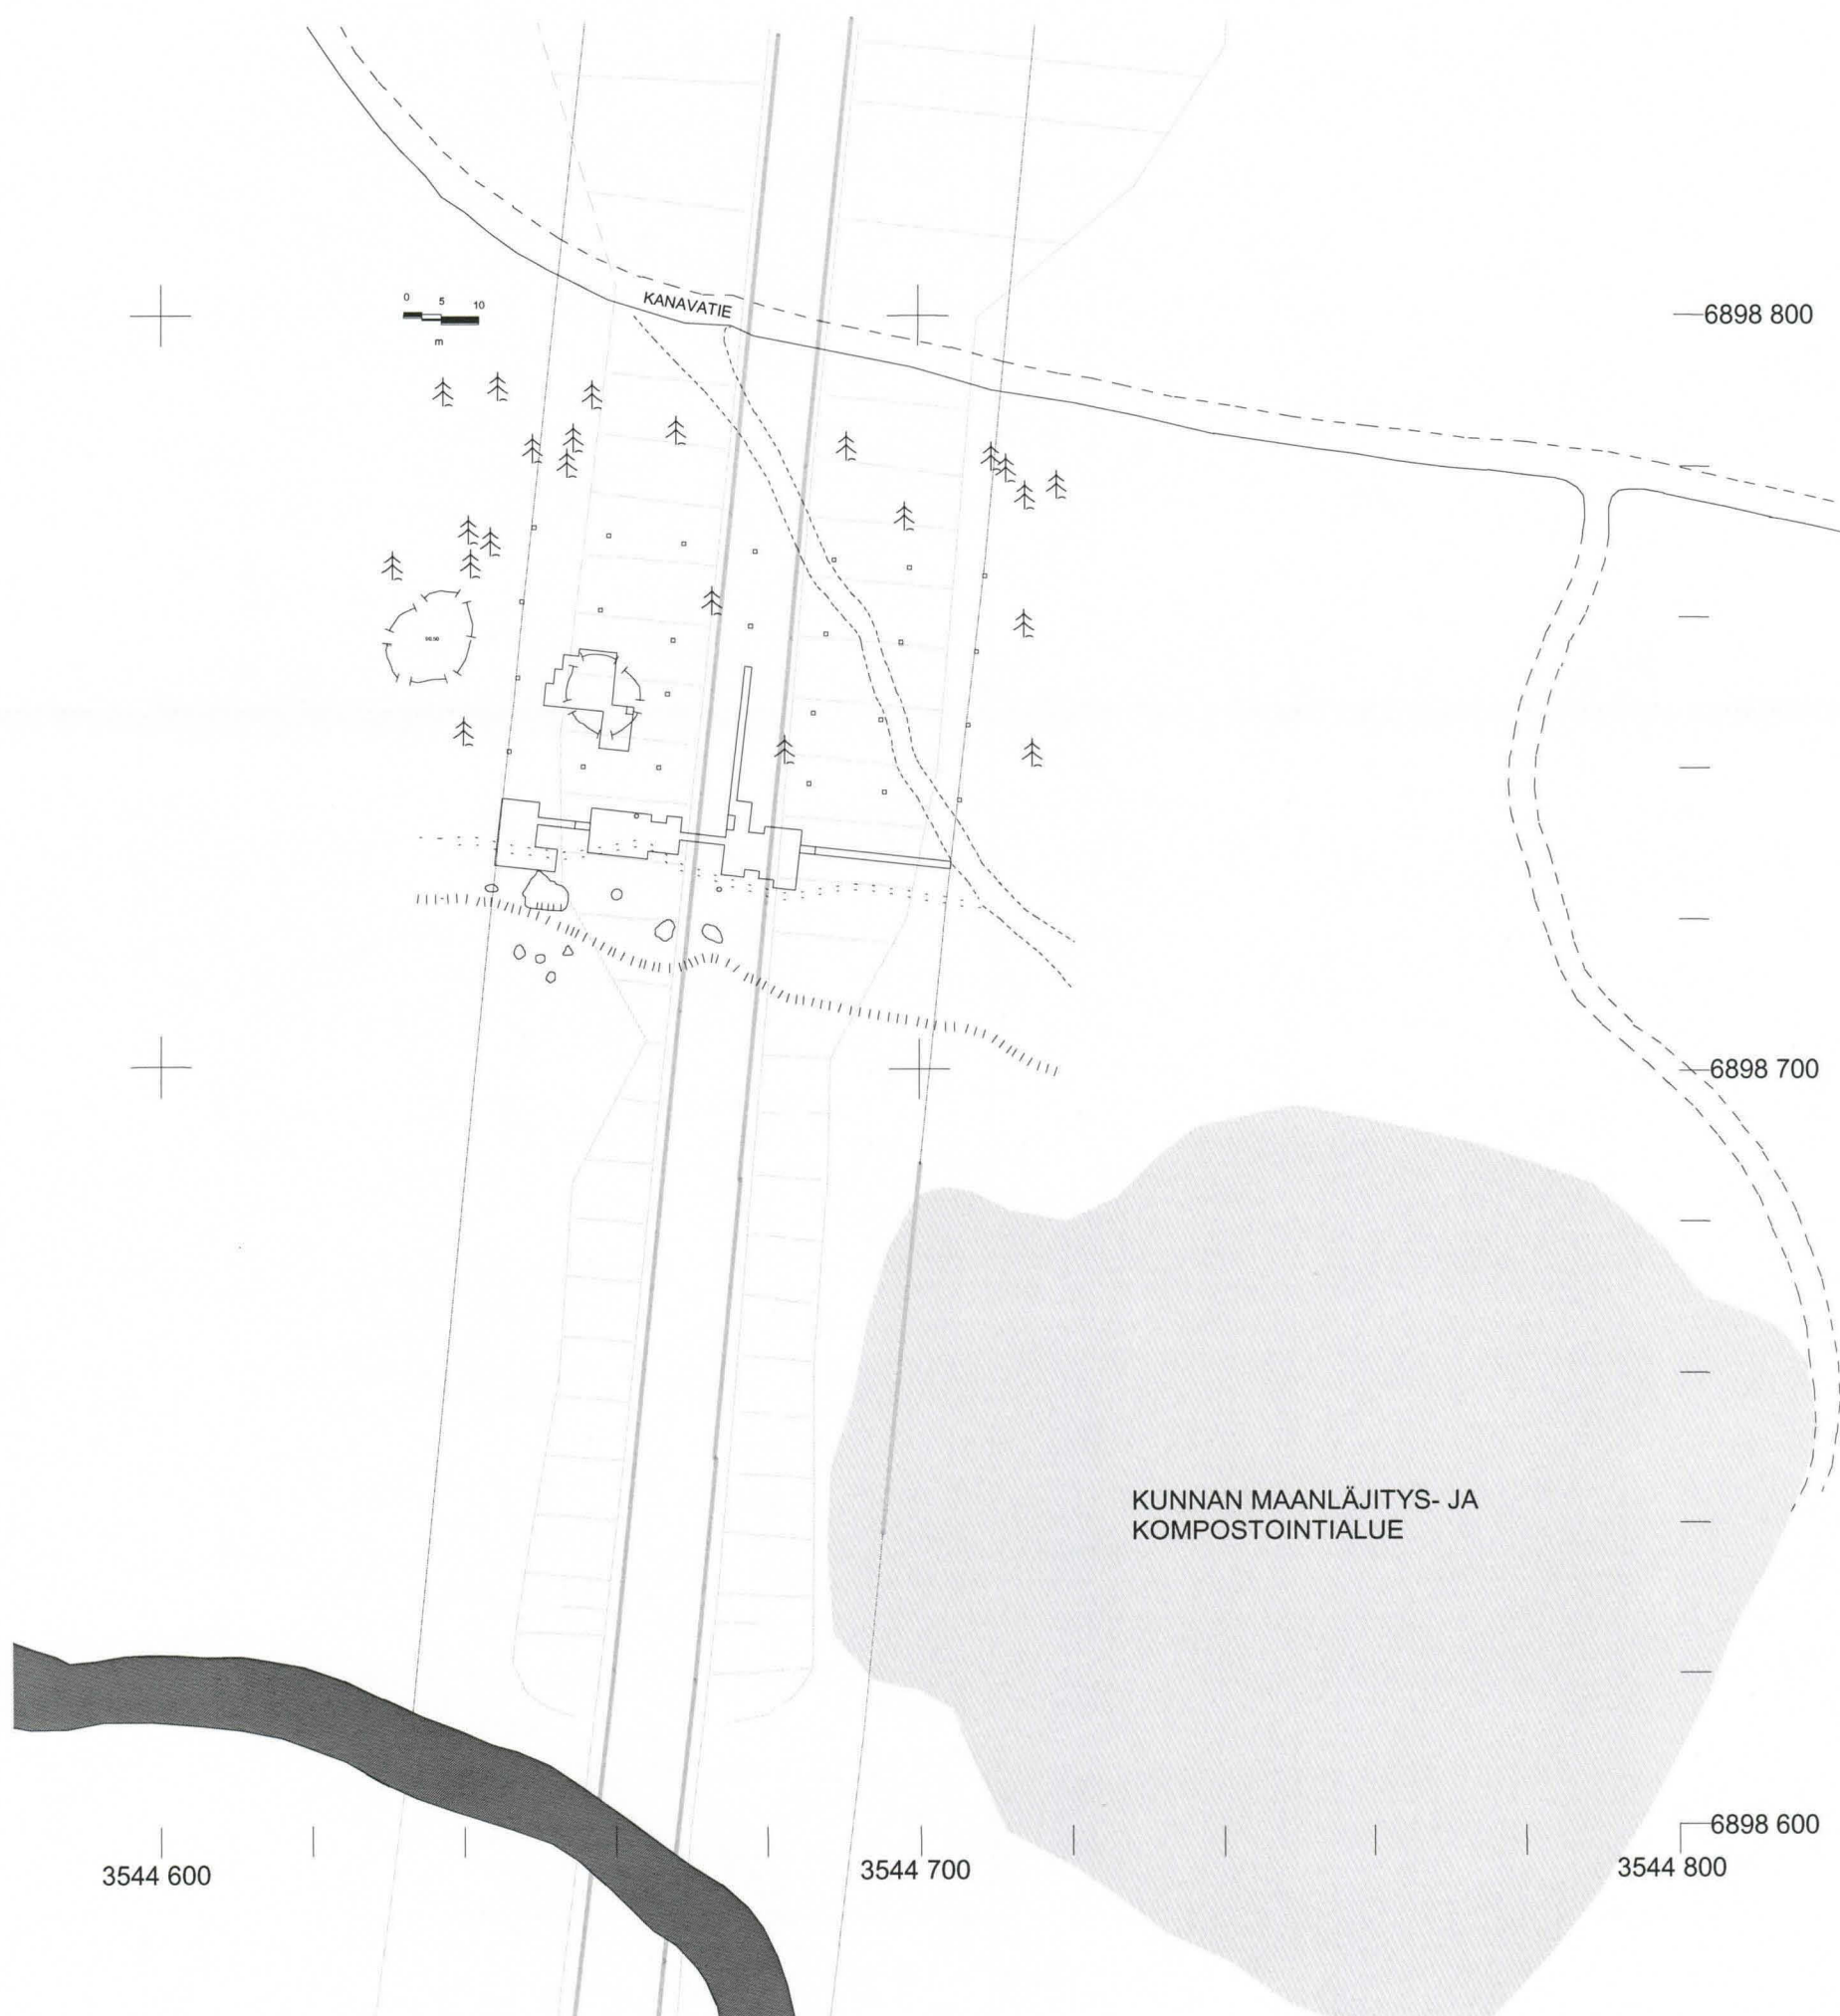 KANAVATIE
0 5 10
m
6898 800
6898 700
KUNNAN MAANLÄJITYS- JA
KOMPOSTOINTIALUE
6898 600
3544 600 3544 700 3544 800